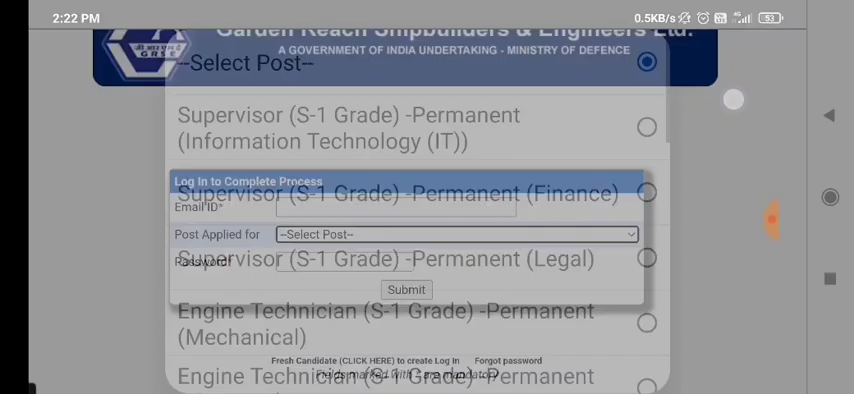 2:22 PM
0.5KB/s
4G
53
Garden Reach Shipbuilders & Engineers Ltd.
जी आर एस ई
GRSE
A GOVERNMENT OF INDIA UNDERTAKING - MINISTRY OF DEFENCE
--Select Post--
Supervisor (S-1 Grade) -Permanent
(Information Technology (IT))
Log In to Complete Process
Supervisor (S-1 Grade) -Permanent (Finance)
Email ID*
Post Applied for
--Select Post--
Supervisor (S-1 Grade) -Permanent (Legal)
Password*
Submit
Engine Technician (S-1 Grade) -Permanent
(Mechanical)
Fresh Candidate (CLICK HERE) to create Log In
Forgot password
Engine Technician (S-1 Grade) -Permanent
Fields marked with * are mandatory